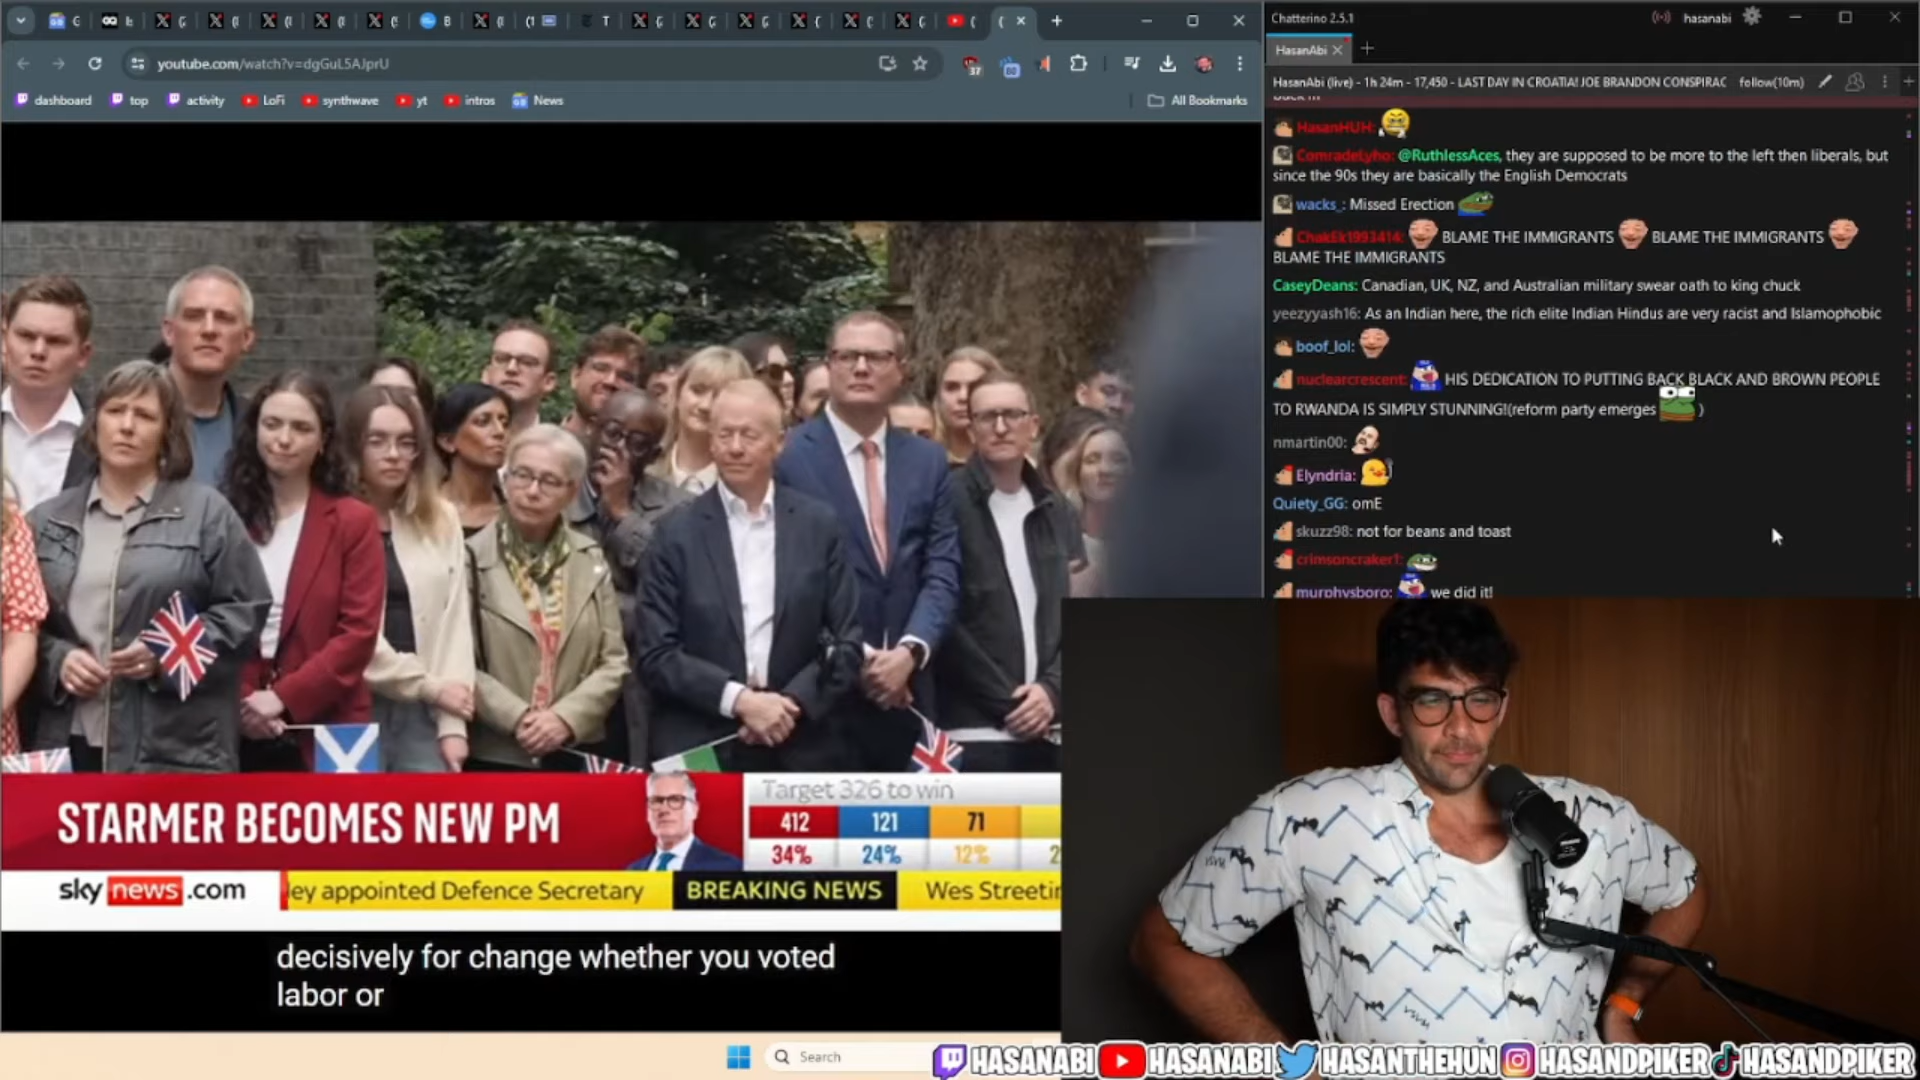 youtube.com/watch?v=dgGuL5AJprU
dashboard top activity LoFi synthwave yt intros News All Bookmarks
STARMER BECOMES NEW PM
Target 326 to win
412 121 71
34% 24% 12%
sky news .com
ey appointed Defence Secretary BREAKING NEWS Wes
decisively for change whether you voted
labor or
Search
Chatterino 2.5.1 hasanabi
HasanAbi
HasanAbi (live) - 1h 24m - 17,450 - LAST DAY IN CROATIA! JOE BRANDON CONSPIRAC follow(10m)
HasanHUH:
ComradeLyho: @RuthlessAces, they are supposed to be more to the left then liberals, but
since the 90s they are basically the English Democrats
wacks_: Missed Erection
ChakEk1993414: BLAME THE IMMIGRANTS BLAME THE IMMIGRANTS
BLAME THE IMMIGRANTS
CaseyDeans: Canadian, UK, NZ, and Australian military swear oath to king chuck
yeezyyash16: As an Indian here, the rich elite Indian Hindus are very racist and Islamophobic
boof_lol:
nuclearcrescent: HIS DEDICATION TO PUTTING BACK BLACK AND BROWN PEOPLE
TO RWANDA IS SIMPLY STUNNING!(reform party emerges )
nmartin00:
Elyndria:
Quiety_GG: omE
skuzz98: not for beans and toast
crimsoncraker1:
murphysboro: we did it!
HASANABI HASANABI HASANTHEHUN HASANDPIKER HASANDPIKER